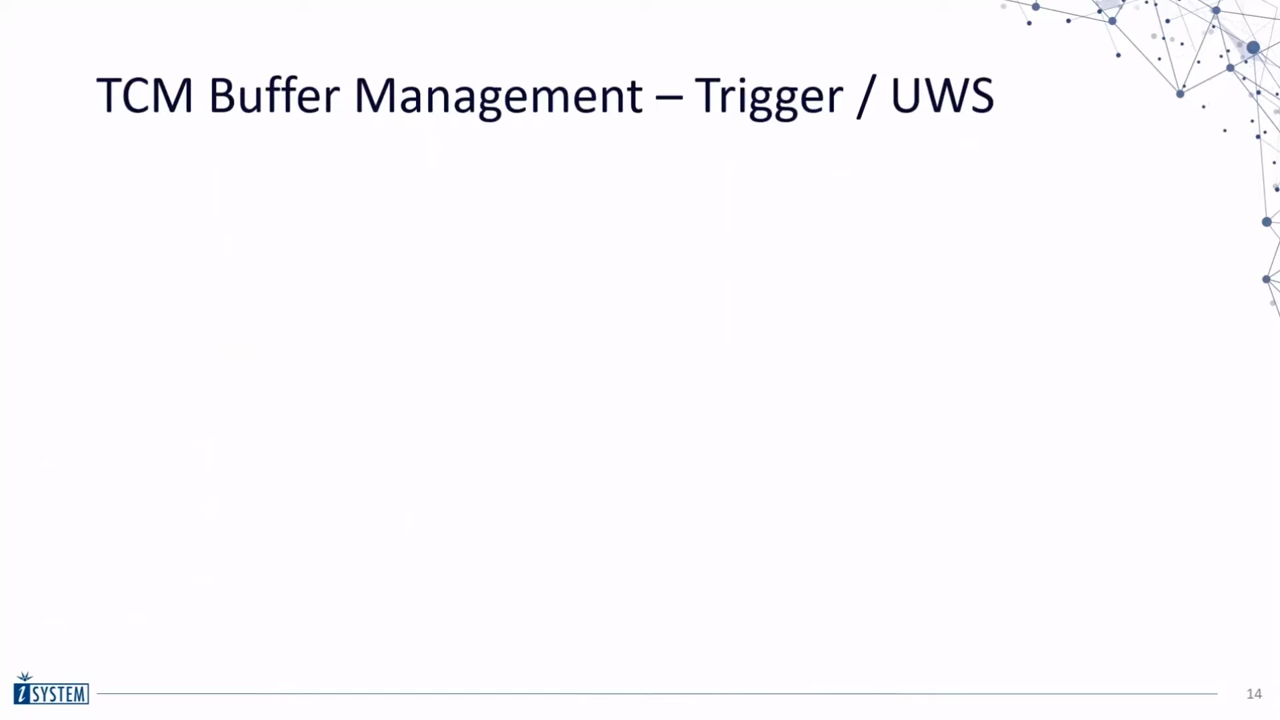 TCM Buffer Management – Trigger / UWS
iSYSTEM
14